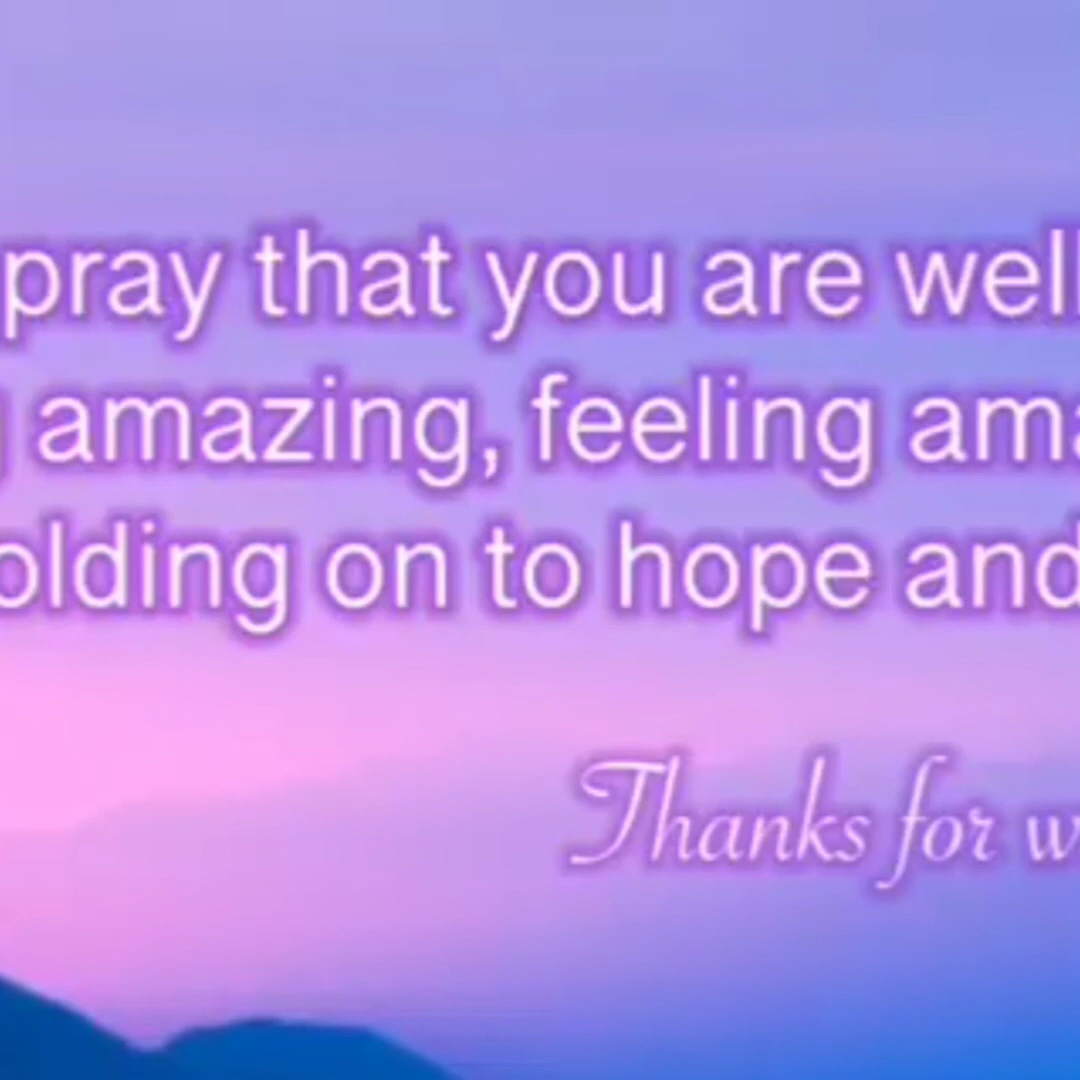 pray that you are well
amazing, feeling ama
olding on to hope and
Thanks for w